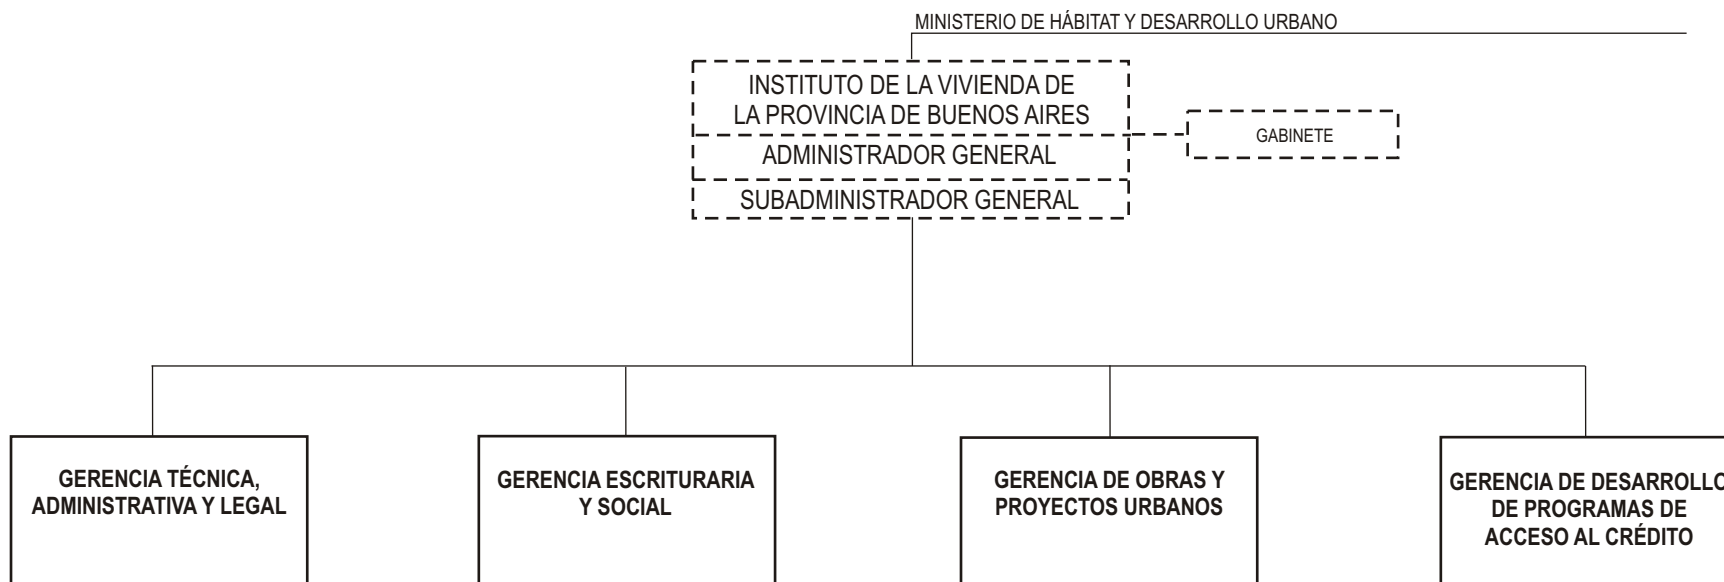 MINISTERIO DE HÁBITAT Y DESARROLLO URBANO
INSTITUTO DE LA VIVIENDA DE
LA PROVINCIA DE BUENOS AIRES
GABINETE
ADMINISTRADOR GENERAL
SUBADMINISTRADOR GENERAL
GERENCIA TÉCNICA,
ADMINISTRATIVA Y LEGAL
GERENCIA ESCRITURARIA
Y SOCIAL
GERENCIA DE OBRAS Y
PROYECTOS URBANOS
GERENCIA DE DESARROLLO
DE PROGRAMAS DE
ACCESO AL CRÉDITO